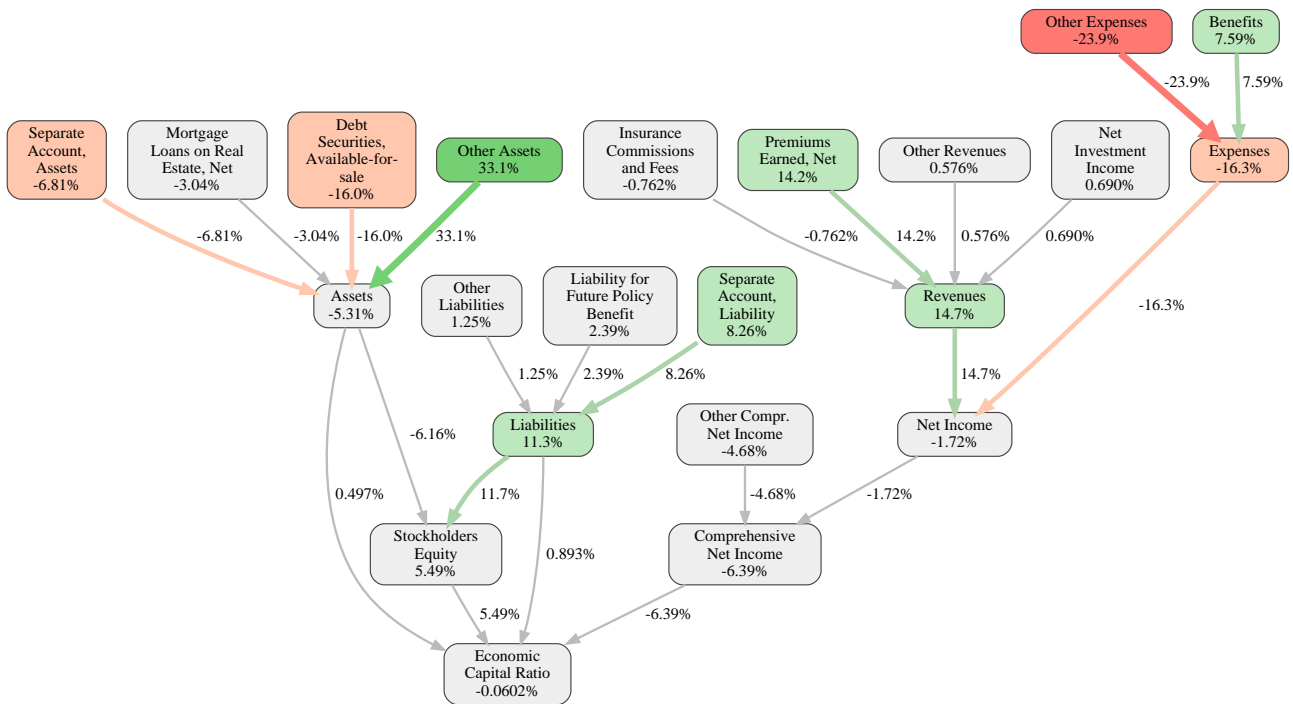 Other Expenses
-23.9%
Benefits
7.59%
-23.9%
7.59%
Separate
Account,
Assets
-6.81%
Mortgage
Loans on Real
Estate, Net
-3.04%
Debt
Securities,
Available-for-
sale
-16.0%
Other Assets
33.1%
Insurance
Commissions
and Fees
-0.762%
Premiums
Earned, Net
14.2%
Other Revenues
0.576%
Net
Investment
Income
0.690%
Expenses
-16.3%
-6.81%
-3.04%
-16.0%
33.1%
-0.762%
14.2%
0.576%
0.690%
Assets
-5.31%
Other
Liabilities
1.25%
Liability for
Future Policy
Benefit
2.39%
Separate
Account,
Liability
8.26%
Revenues
14.7%
-16.3%
1.25%
2.39%
8.26%
14.7%
Liabilities
11.3%
Other Compr.
Net Income
-4.68%
Net Income
-1.72%
-6.16%
0.497%
11.7%
-4.68%
-1.72%
Stockholders
Equity
5.49%
0.893%
Comprehensive
Net Income
-6.39%
5.49%
-6.39%
Economic
Capital Ratio
-0.0602%